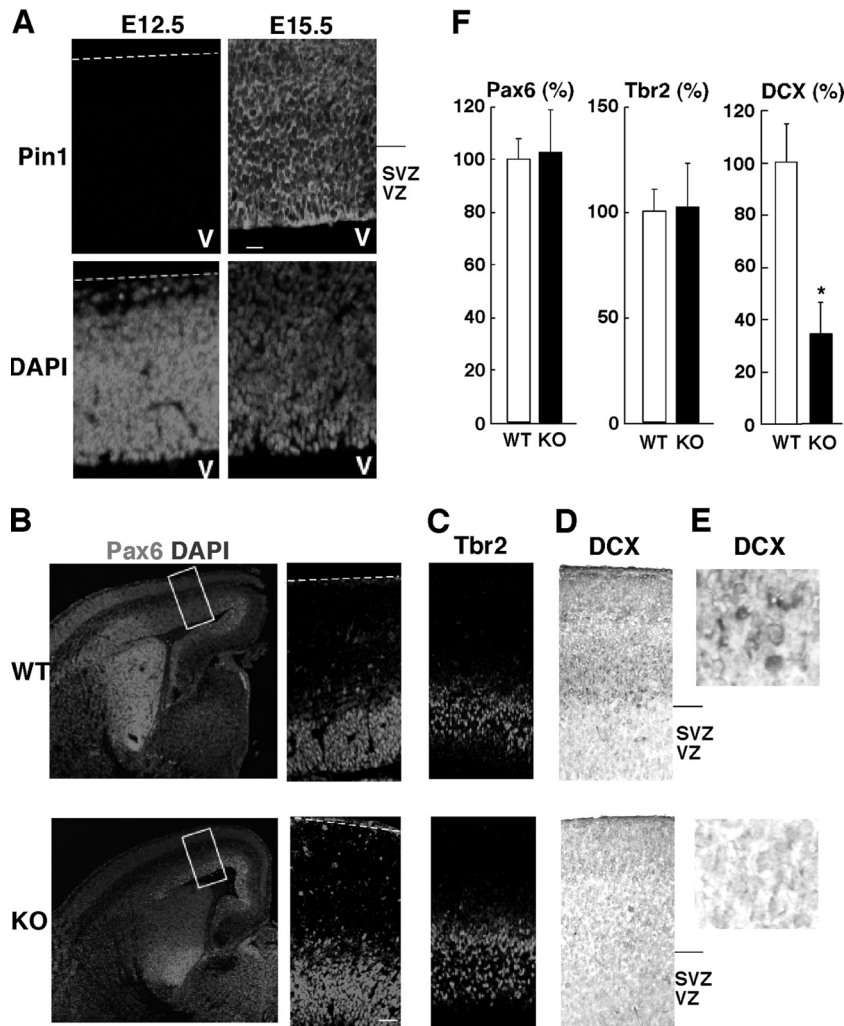 A
E12.5 E15.5
Pin1
SVZ
VZ
V V
DAPI
V V
F
Pax6 (%) Tbr2 (%) DCX (%)
120 150 120
100 100
80 100 80
60 60
40 50 40
20 20
0 0 0
WT KO WT KO WT KO
*
B C D E
Pax6 DAPI Tbr2 DCX DCX
WT
SVZ
VZ
KO
SVZ
VZ